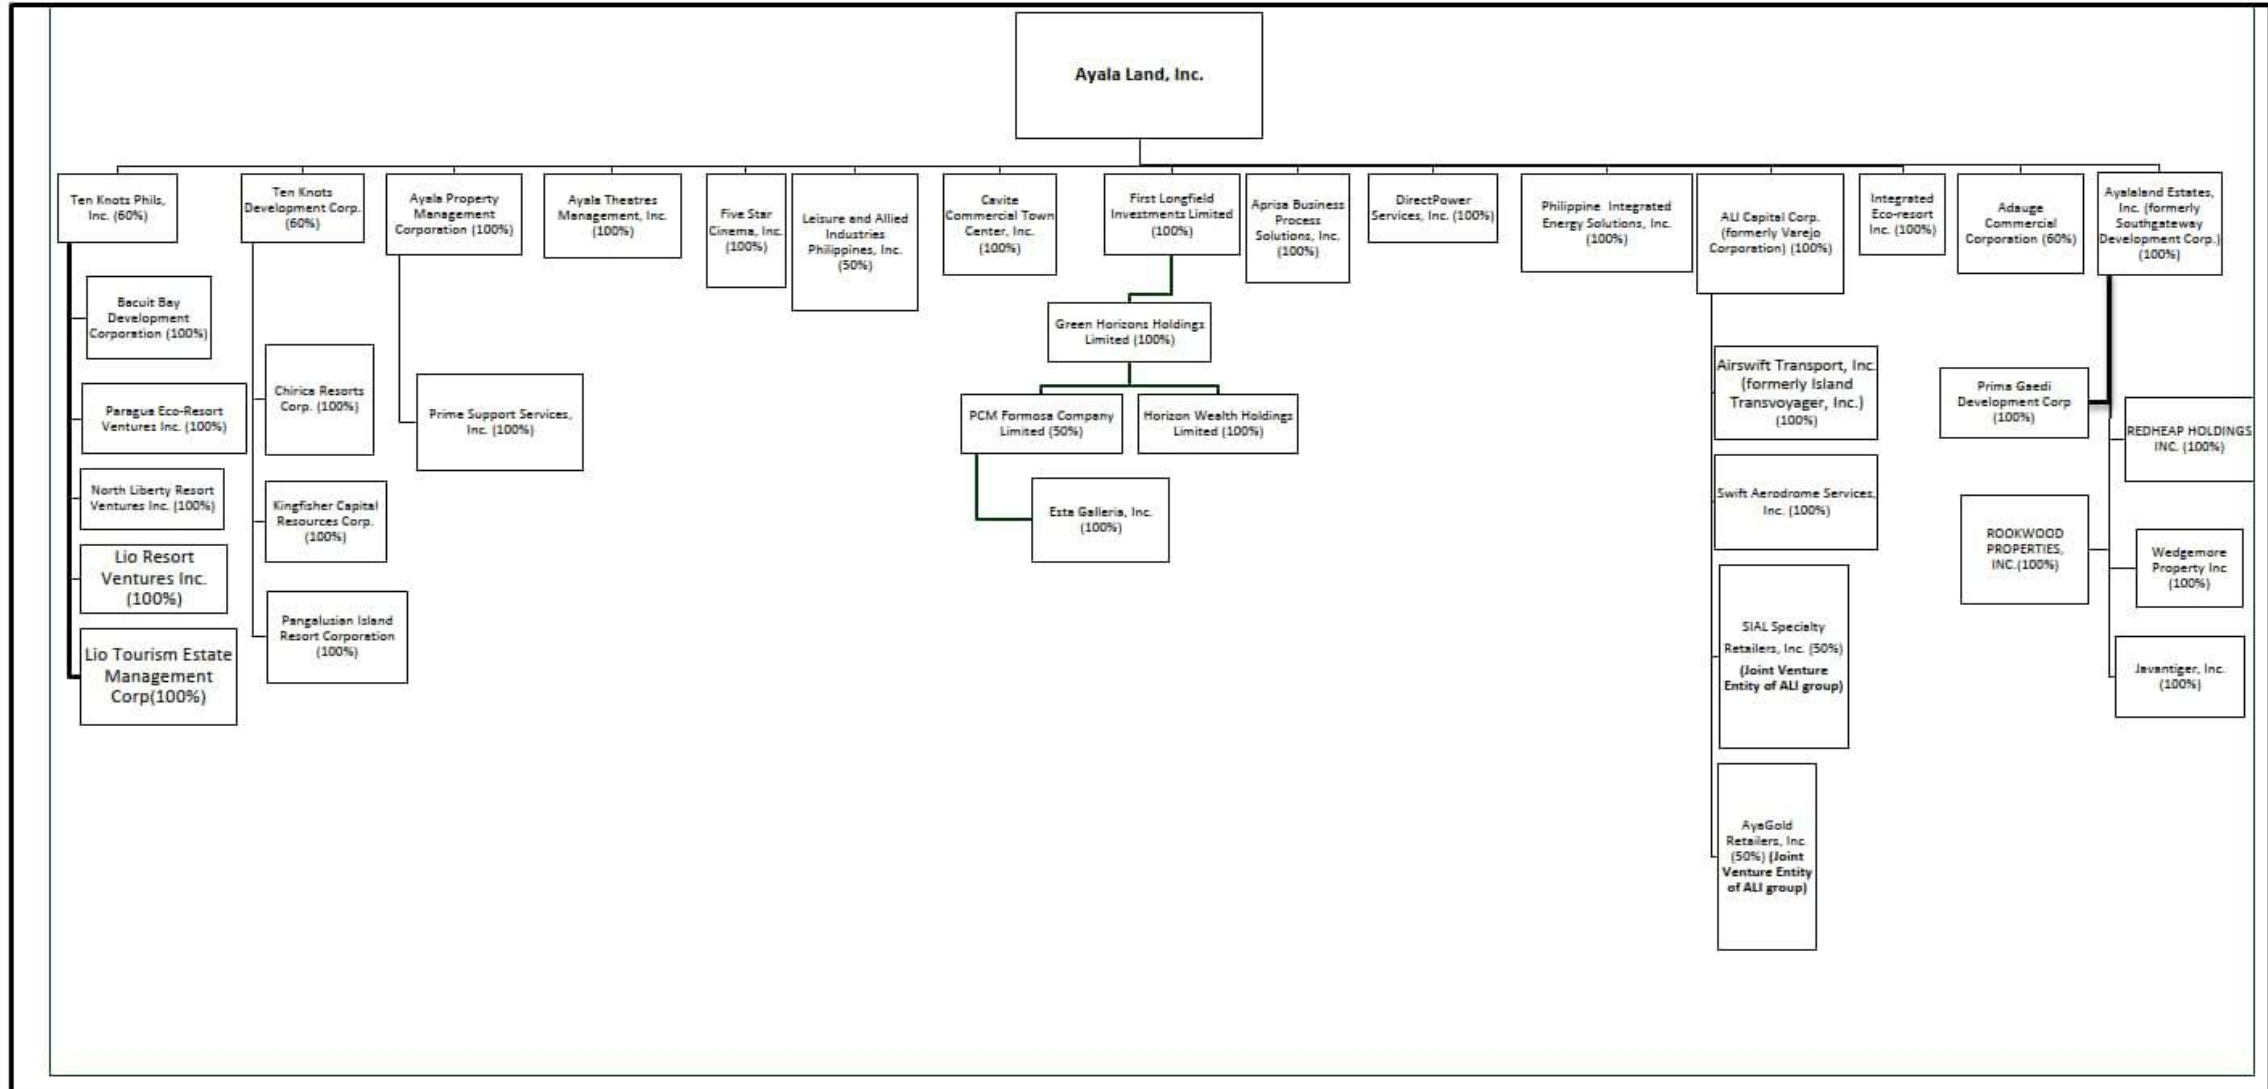 Ayala Land, Inc.
Ten Knots Phils,
Inc. (60%)
Ten Knots
Development Corp.
(60%)
Ayala Property
Management
Corporation (100%)
Ayala Theatres
Management, Inc.
(100%)
Five Star
Cinema, Inc.
(100%)
Leisure and Allied
Industries
Philippines, Inc.
(50%)
Cavite
Commercial Town
Center, Inc.
(100%)
First Longfield
Investments Limited
(100%)
Aprisa Business
Process
Solutions, Inc.
(100%)
DirectPower
Services, Inc. (100%)
Philippine Integrated
Energy Solutions, Inc.
(100%)
ALI Capital Corp.
(formerly Varejo
Corporation) (100%)
Integrated
Eco-resort
Inc. (100%)
Adauge
Commercial
Corporation (60%)
Ayalaland Estates,
Inc. (formerly
Southgateway
Development Corp.)
(100%)
Bacuit Bay
Development
Corporation (100%)
Paragua Eco-Resort
Ventures Inc. (100%)
North Liberty Resort
Ventures Inc. (100%)
Lio Resort
Ventures Inc.
(100%)
Lio Tourism Estate
Management
Corp(100%)
Chirica Resorts
Corp. (100%)
Kingfisher Capital
Resources Corp.
(100%)
Pangalusian Island
Resort Corporation
(100%)
Prime Support Services,
Inc. (100%)
Green Horizons Holdings
Limited (100%)
PCM Formosa Company
Limited (50%)
Horizon Wealth Holdings
Limited (100%)
Esta Galleria, Inc.
(100%)
Airswift Transport, Inc.
(formerly Island
Transvoyager, Inc.)
(100%)
Swift Aerodrome Services,
Inc. (100%)
SIAL Specialty
Retailers, Inc. (50%)
(Joint Venture
Entity of ALI group)
AyaGold
Retailers, Inc.
(50%) (Joint
Venture Entity
of ALI group)
Prima Gaedi
Development Corp
(100%)
REDHEAP HOLDINGS
INC. (100%)
ROOKWOOD
PROPERTIES,
INC.(100%)
Wedgemore
Property Inc
(100%)
Javantiger, Inc.
(100%)